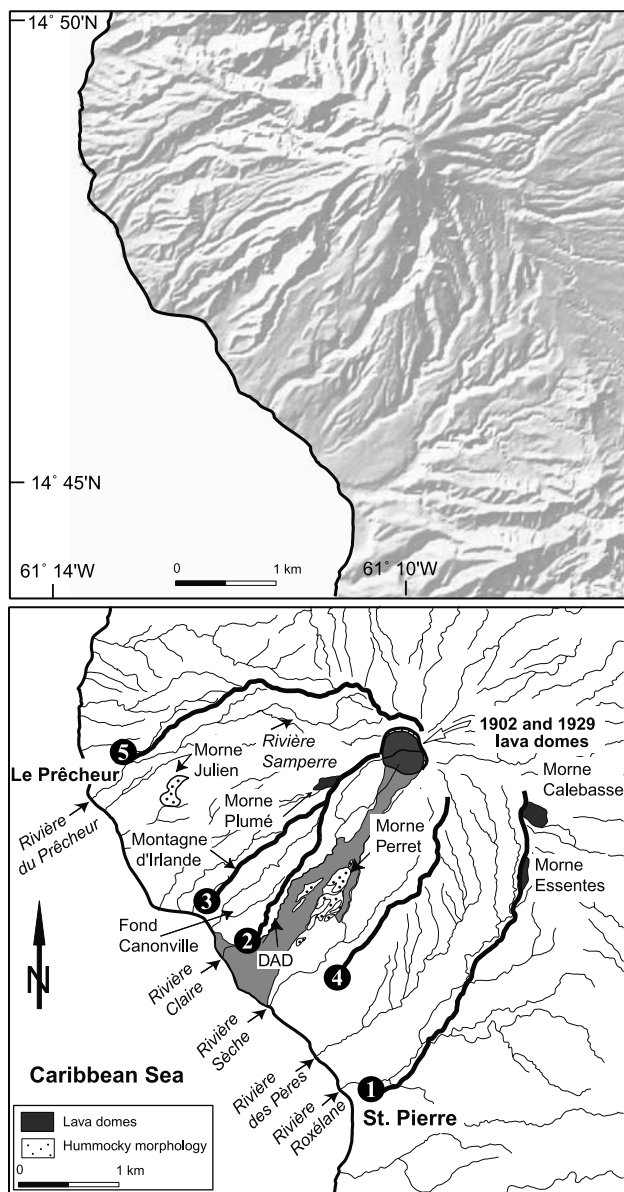 14° 50'N
14° 45'N
61° 14'W
0
1 km
61° 10'W
1902 and 1929
lava domes
5
Le Prêcheur
Morne
Julien
Rivière
Samperre
Morne
Calebasse
Morne
Plumé
Rivière
du Prêcheur
Montagne
d'Irlande
Morne
Perret
Morne
Essentes
3
Fond
Canonville
2
DAD
4
N
Rivière
Claire
Rivière
Sèche
Caribbean Sea
Rivière
des Pères
1
Rivière
Roxélane
St. Pierre
Lava domes
Hummocky morphology
0
1 km